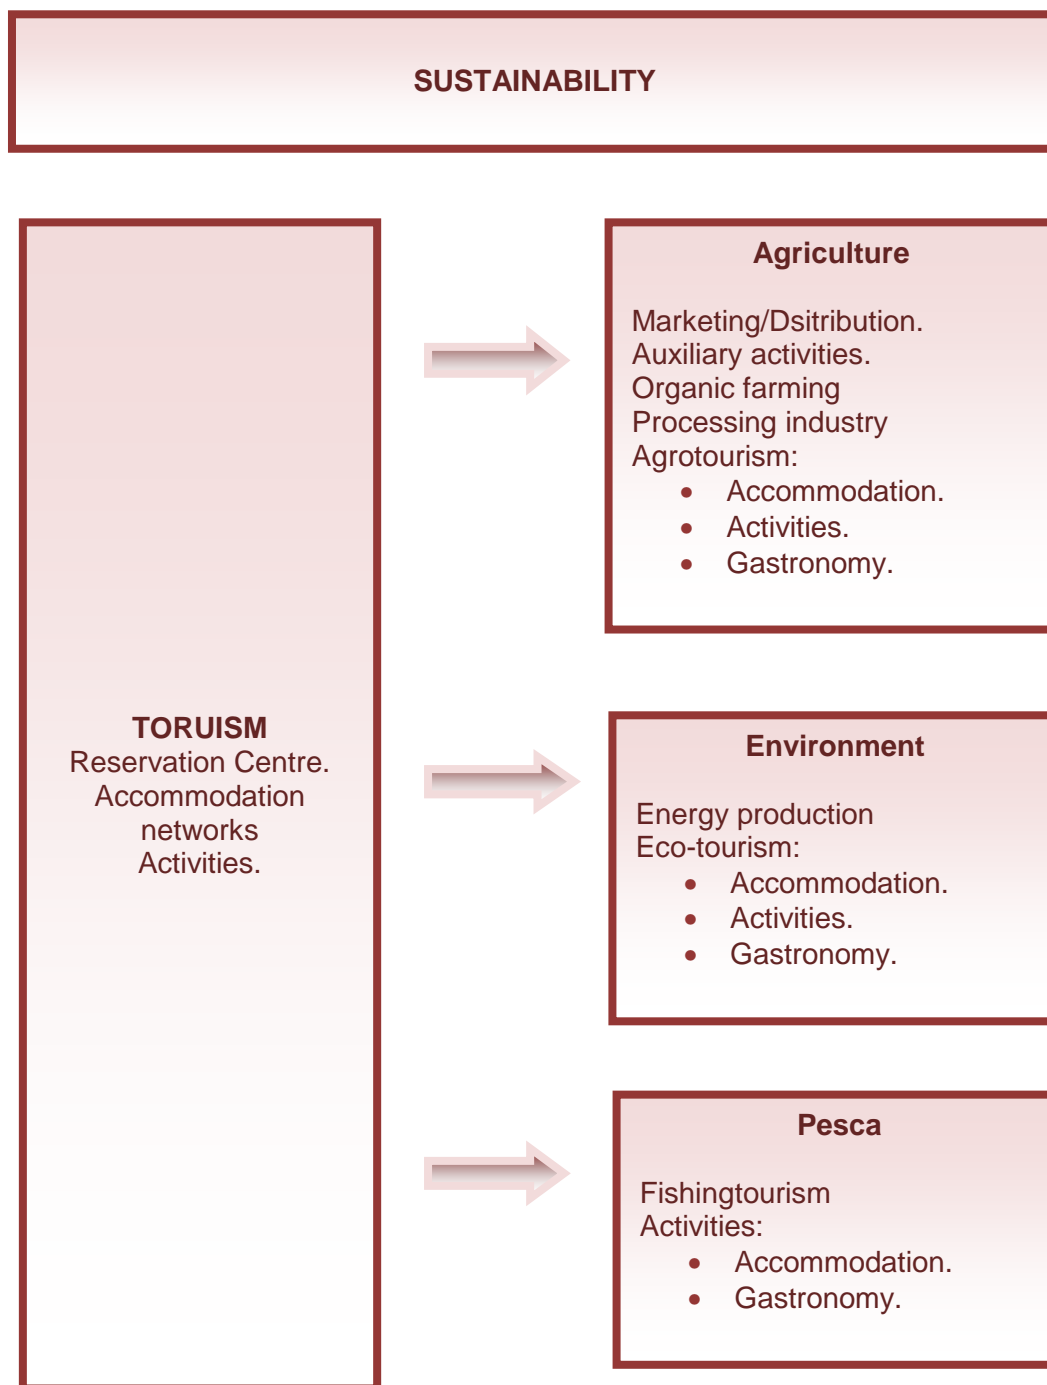 SUSTAINABILITY
TORUISM
Reservation Centre.
Accommodation
networks
Activities.
Agriculture
Marketing/Dsitribution.
Auxiliary activities.
Organic farming
Processing industry
Agrotourism:
• Accommodation.
• Activities.
• Gastronomy.
Environment
Energy production
Eco-tourism:
• Accommodation.
• Activities.
• Gastronomy.
Pesca
Fishingtourism
Activities:
• Accommodation.
• Gastronomy.